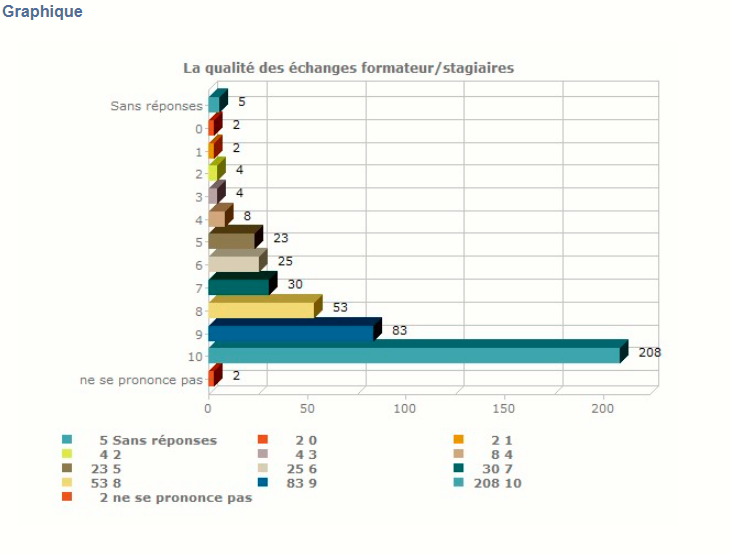 Graphique
La qualité des échanges formateur/stagiaires
Sans réponses 5
0 2
1 2
2 4
3 4
4 8
5 23
6 25
7 30
8 53
9 83
10 208
ne se prononce pas 2
0 50 100 150 200
5 Sans réponses 2 0 2 1
4 2 4 3 8 4
23 5 25 6 30 7
53 8 83 9 208 10
2 ne se prononce pas